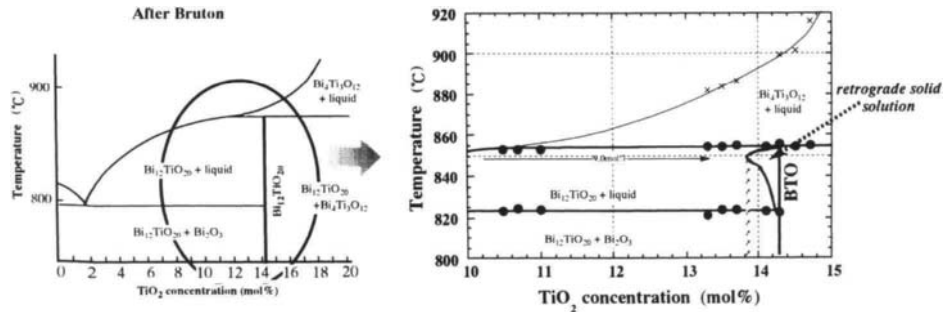 After Bruton
Temperature (℃)
900
800
Bi4Ti3O12
+ liquid
Bi12TiO20 + liquid
Bi12TiO20
Bi12TiO20
+Bi4Ti3O12
Bi12TiO20 + Bi2O3
0 2 4 6 8 10 12 14 16 18 20
TiO2 concentration (mol%)
Temperature (℃)
920
900
880
860
840
820
800
Bi4Ti3O12
+ liquid
retrograde solid
solution
Bi12TiO20 + liquid
BTO
Bi12TiO20 + Bi2O3
10 11 12 13 14 15
TiO2 concentration (mol%)